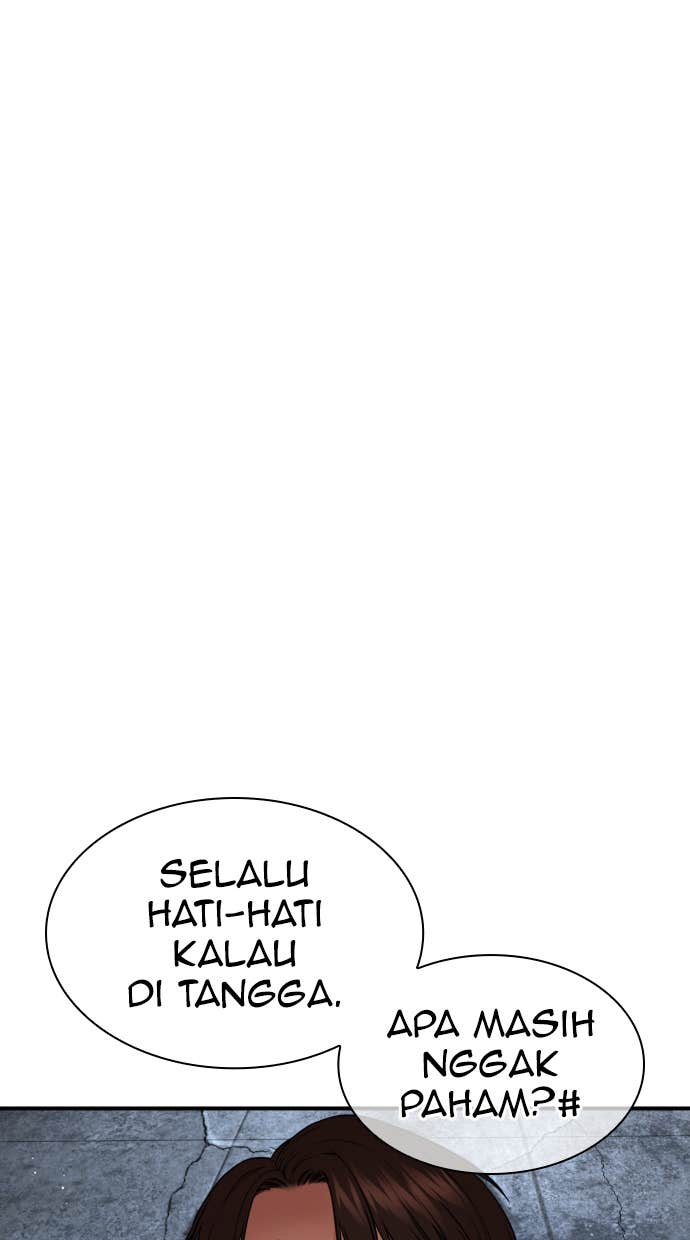 SELALU
HATI-HATI
KALAU
DI TANGGA.
APA MASIH
NGGAK
PAHAM?#